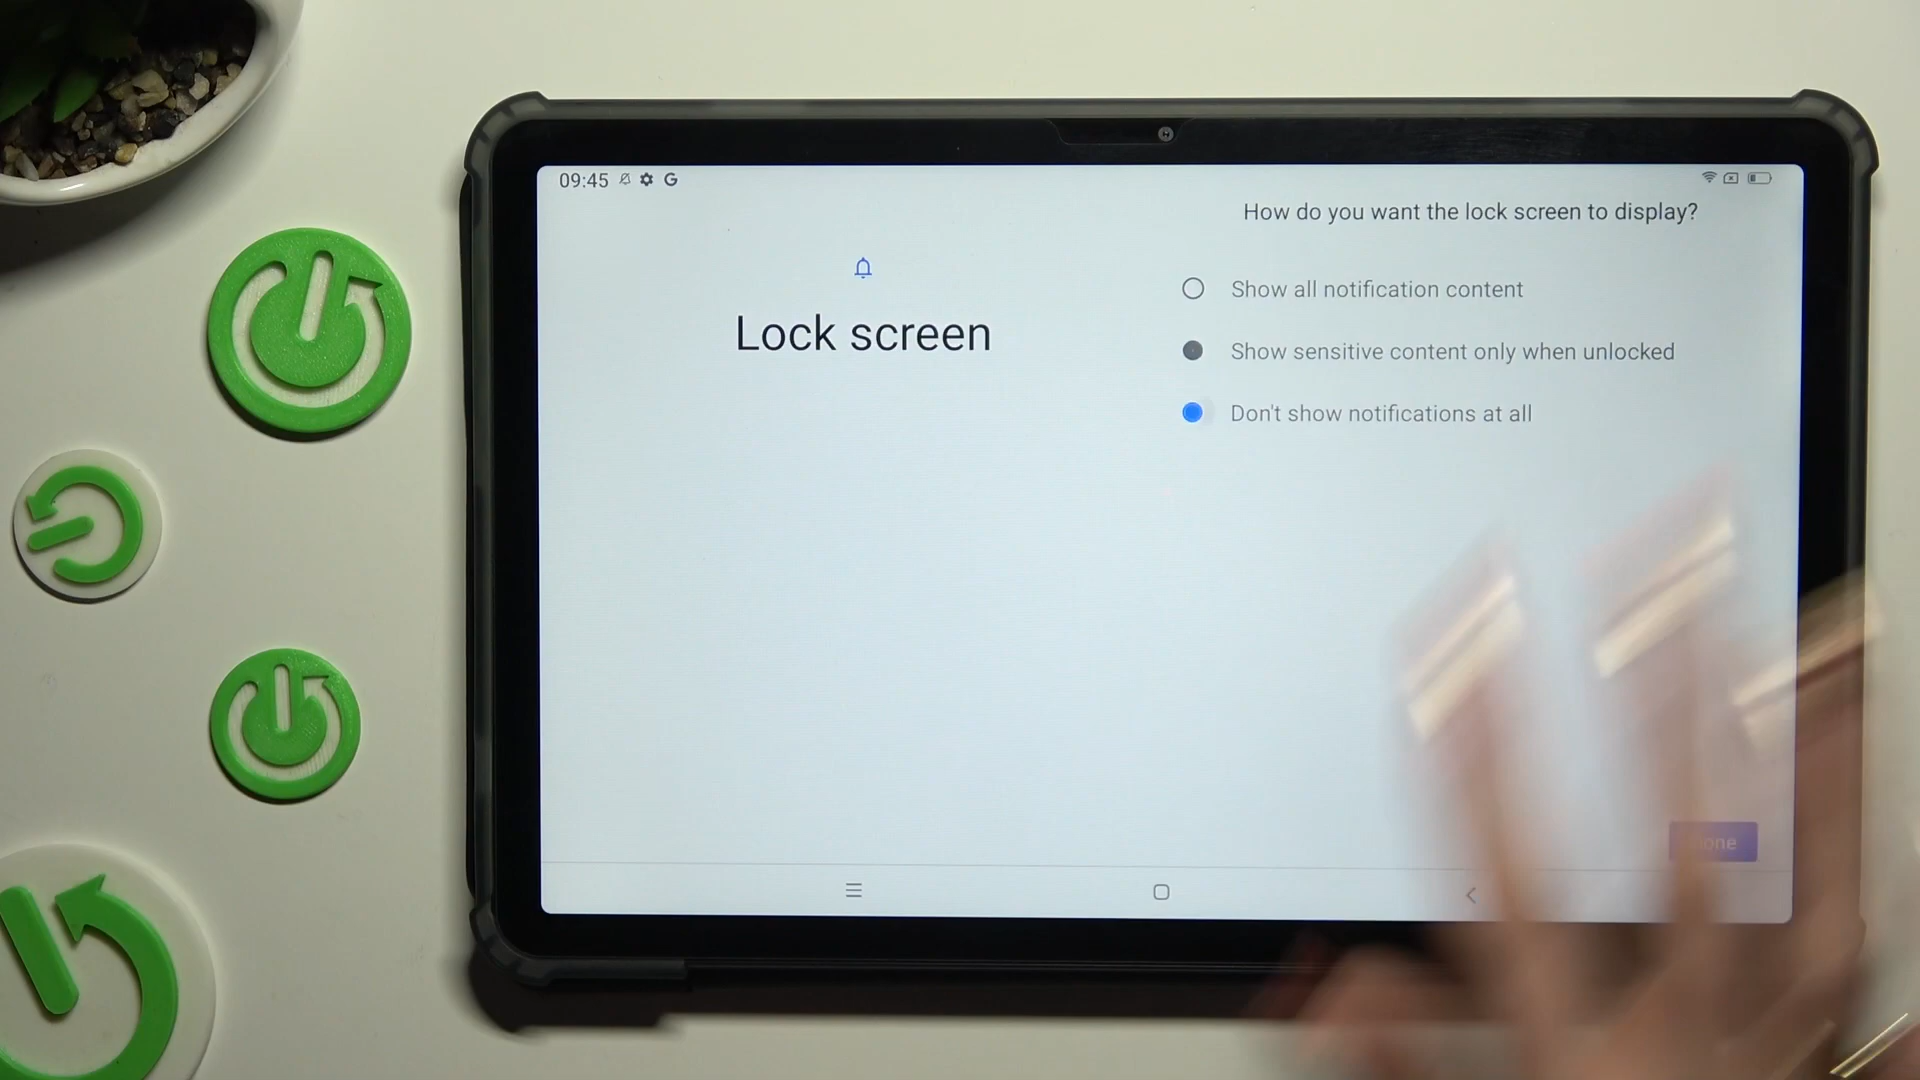 09:45
How do you want the lock screen to display?
Lock screen
Show all notification content
Show sensitive content only when unlocked
Don't show notifications at all